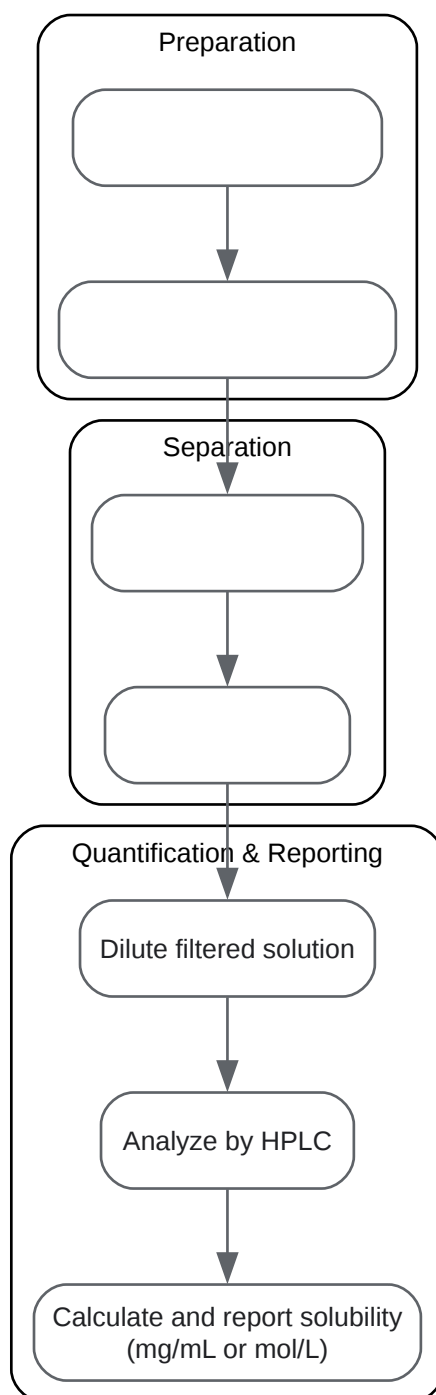 Preparation
Separation
Quantification & Reporting
Dilute filtered solution
Analyze by HPLC
Calculate and report solubility
(mg/mL or mol/L)